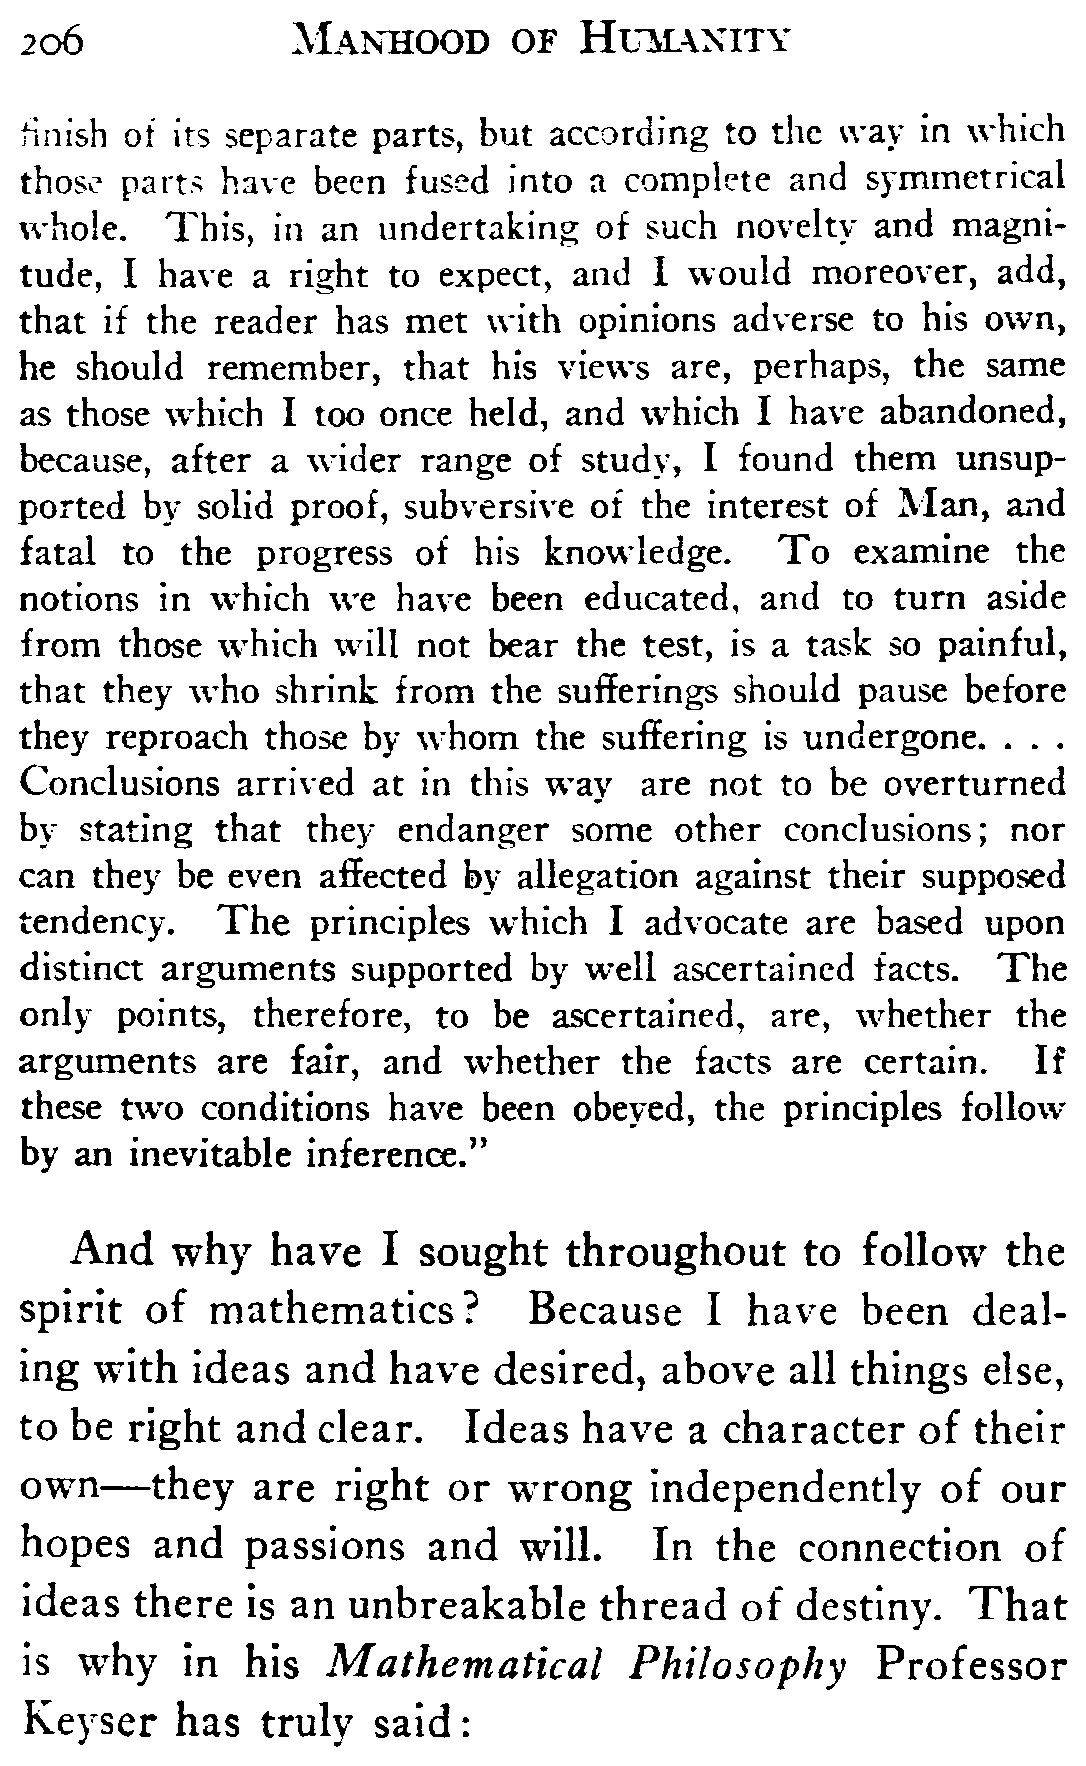 206 MANHOOD OF HUMANITY
finish of its separate parts, but according to the way in which
those parts have been fused into a complete and symmetrical
whole. This, in an undertaking of such novelty and magni-
tude, I have a right to expect, and I would moreover, add,
that if the reader has met with opinions adverse to his own,
he should remember, that his views are, perhaps, the same
as those which I too once held, and which I have abandoned,
because, after a wider range of study, I found them unsup-
ported by solid proof, subversive of the interest of Man, and
fatal to the progress of his knowledge. To examine the
notions in which we have been educated, and to turn aside
from those which will not bear the test, is a task so painful,
that they who shrink from the sufferings should pause before
they reproach those by whom the suffering is undergone. . . .
Conclusions arrived at in this way are not to be overturned
by stating that they endanger some other conclusions; nor
can they be even affected by allegation against their supposed
tendency. The principles which I advocate are based upon
distinct arguments supported by well ascertained facts. The
only points, therefore, to be ascertained, are, whether the
arguments are fair, and whether the facts are certain. If
these two conditions have been obeyed, the principles follow
by an inevitable inference."
And why have I sought throughout to follow the
spirit of mathematics? Because I have been deal-
ing with ideas and have desired, above all things else,
to be right and clear. Ideas have a character of their
own—they are right or wrong independently of our
hopes and passions and will. In the connection of
ideas there is an unbreakable thread of destiny. That
is why in his Mathematical Philosophy Professor
Keyser has truly said: